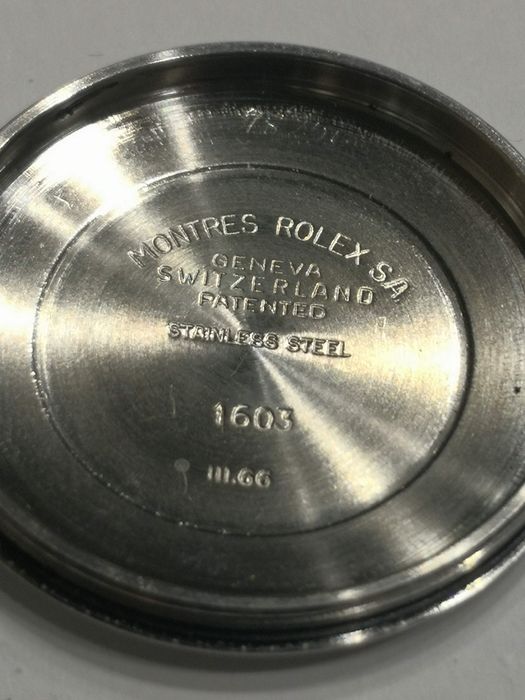 MONTRES ROLEX SA
GENEVA
SWITZERLAND
PATENTED
STAINLESS STEEL
1603
III.66